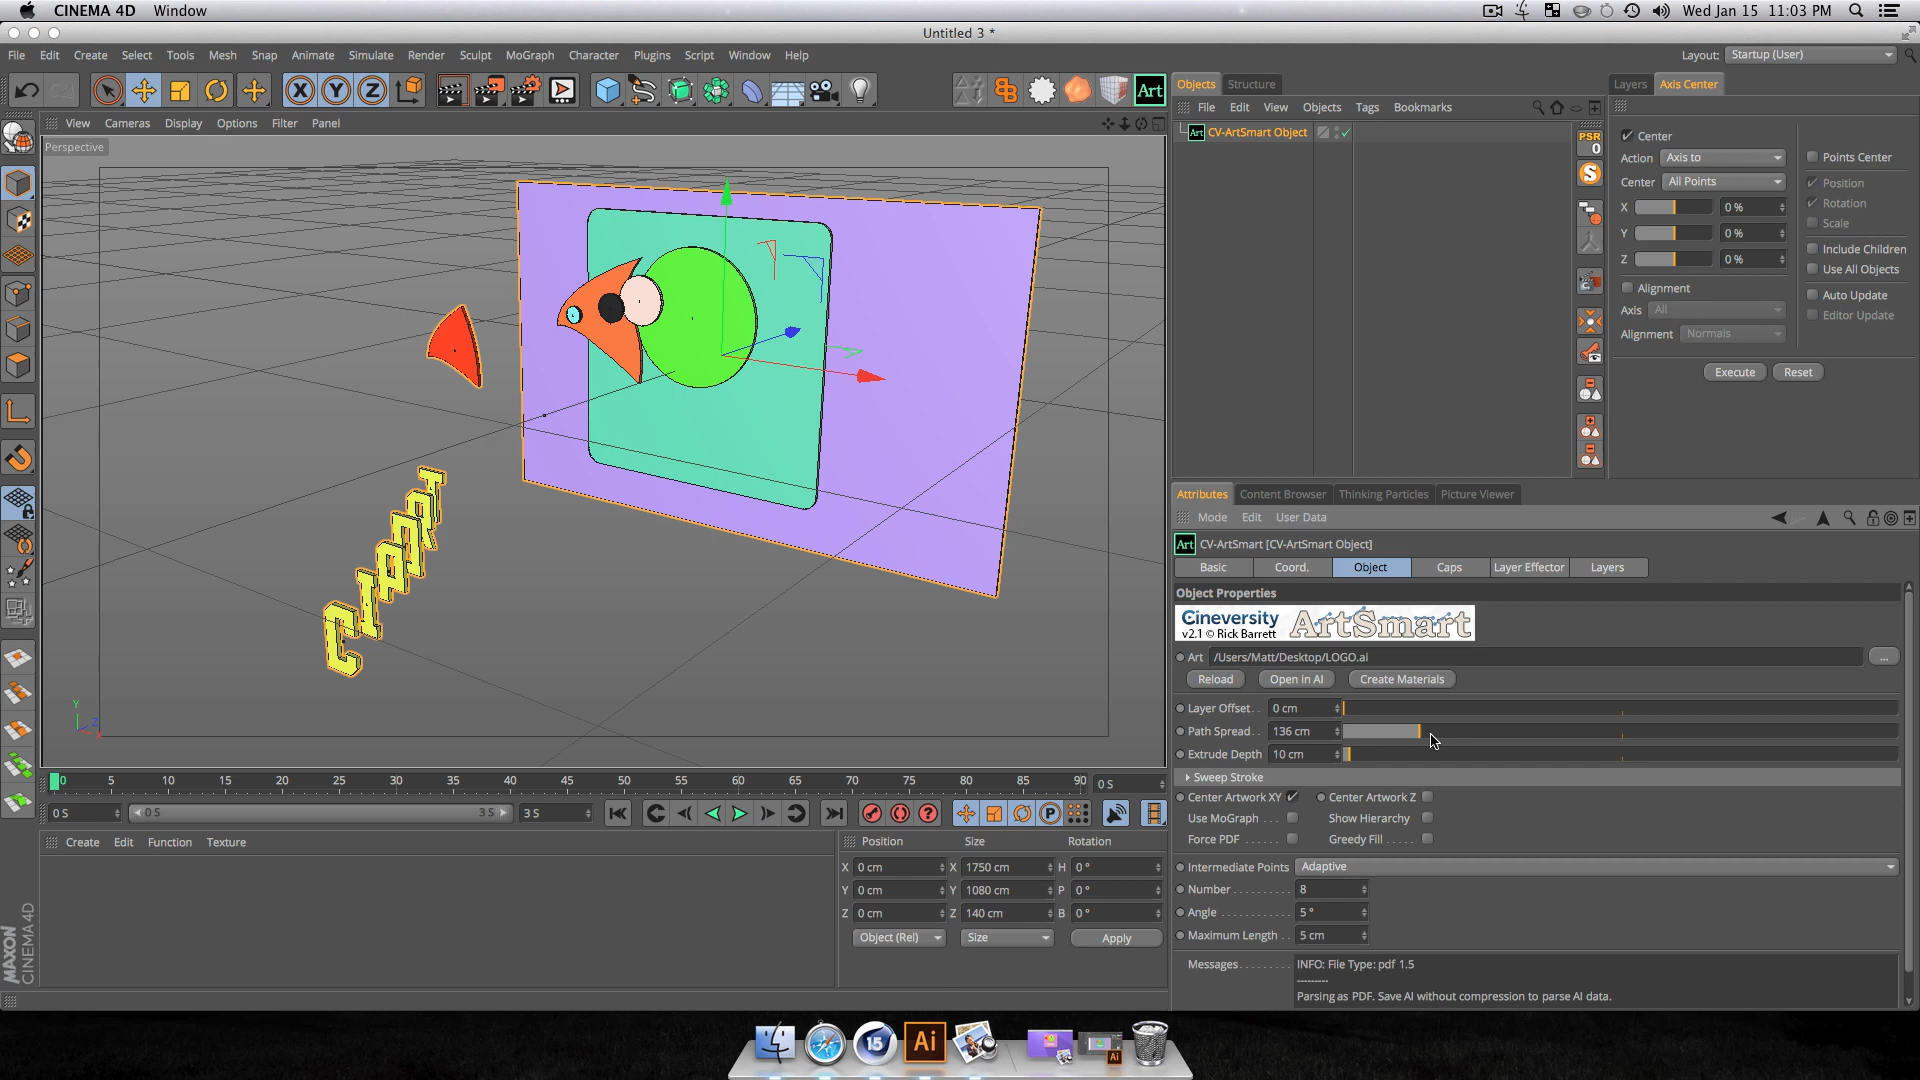 CINEMA 4D Window Wed Jan 15 11:03 PM
Untitled 3 *
File Edit Create Select Tools Mesh Snap Animate Simulate Render Sculpt MoGraph Character Plugins Script Window Help Layout: Startup (User)
X Y Z Art
Objects Structure
File Edit View Objects Tags Bookmarks
Art CV-ArtSmart Object
PSR
0
S
Layers Axis Center
Center
Action Axis to Points Center
Center All Points Position
X 0 % Rotation
Scale
Y 0 % Include Children
Z 0 % Use All Objects
Alignment Auto Update
Axis All Editor Update
Alignment Normals
Execute Reset
View Cameras Display Options Filter Panel
Perspective
Y
Z
X
Attributes Content Browser Thinking Particles Picture Viewer
Mode Edit User Data
Art CV-ArtSmart [CV-ArtSmart Object]
Basic Coord. Object Caps Layer Effector Layers
Object Properties
Cineversity ArtSmart
v2.1 © Rick Barrett
Art /Users/Matt/Desktop/LOGO.ai ...
Reload Open in AI Create Materials
Layer Offset. . 0 cm
Path Spread. . 136 cm
Extrude Depth 10 cm
Sweep Stroke
Center Artwork XY Center Artwork Z
Use MoGraph . . . Show Hierarchy
Force PDF . . . . . . Greedy Fill . . . . .
Intermediate Points Adaptive
Number . . . . . . . . . . 8
Angle . . . . . . . . . . . . 5 °
Maximum Length . . 5 cm
Messages. . . . . . . . . INFO: File Type: pdf 1.5
---------
Parsing as PDF. Save AI without compression to parse AI data.
0 5 10 15 20 25 30 35 40 45 50 55 60 65 70 75 80 85 90 0 S
0 S 0 S 3 S 3 S
? P
Create Edit Function Texture
Position Size Rotation
X 0 cm X 1750 cm H 0 °
Y 0 cm Y 1080 cm P 0 °
Z 0 cm Z 140 cm B 0 °
Object (Rel) Size Apply
MAXON
CINEMA 4D
15 Ai Ai